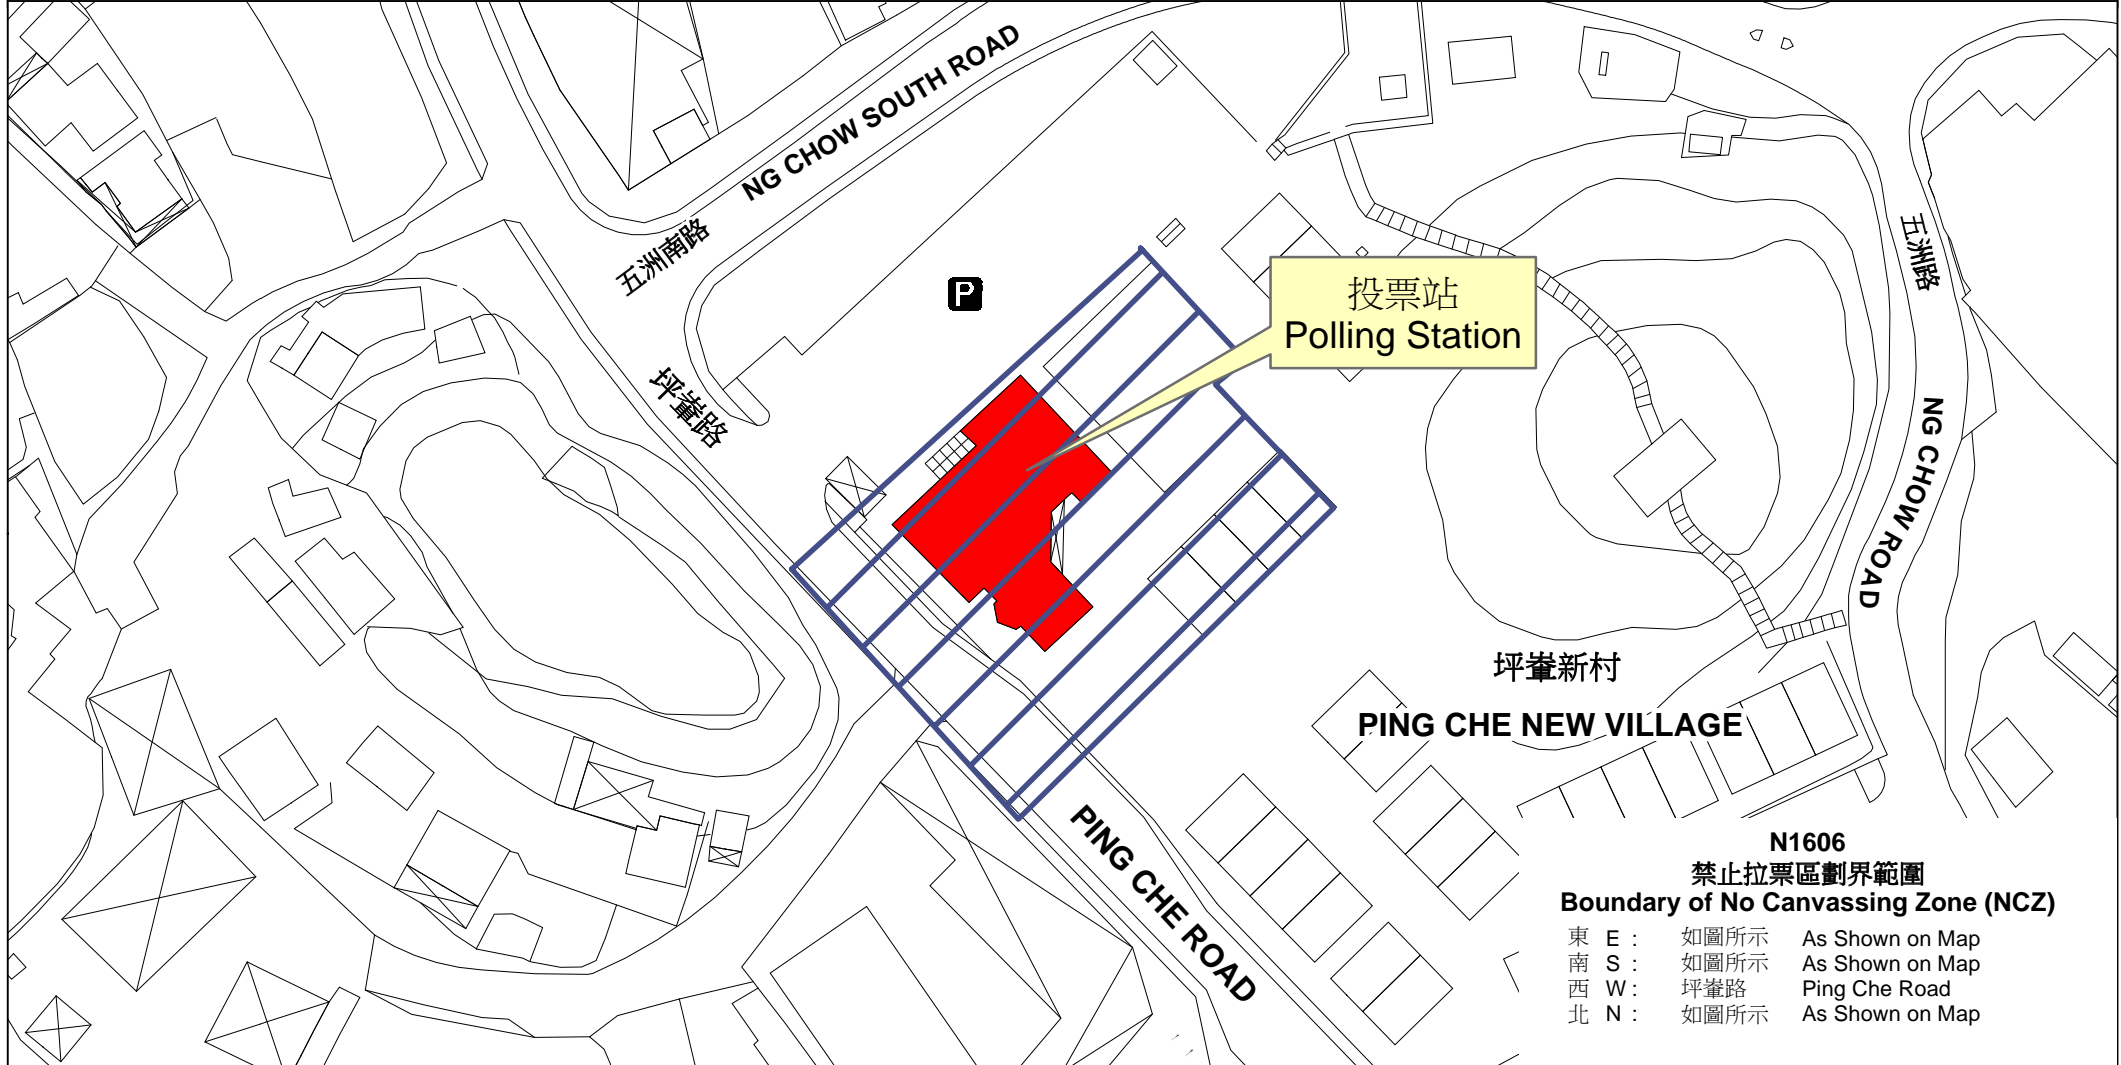 NG CHOW SOUTH ROAD
五洲南路
P
投票站
Polling Station
五洲路
坪輋路
NG CHOW ROAD
坪輋新村
PING CHE NEW VILLAGE
PING CHE ROAD
N1606
禁止拉票區劃界範圍
Boundary of No Canvassing Zone (NCZ)
東 E : 如圖所示 As Shown on Map
南 S : 如圖所示 As Shown on Map
西 W : 坪輋路 Ping Che Road
北 N : 如圖所示 As Shown on Map